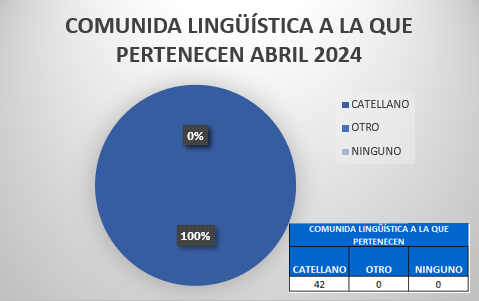 COMUNIDA LINGÜÍSTICA A LA QUE
PERTENECEN ABRIL 2024
CATELLANO
OTRO
NINGUNO
0%
100%
COMUNIDA LINGÜÍSTICA A LA QUE
PERTENECEN
CATELLANO OTRO NINGUNO
42 0 0